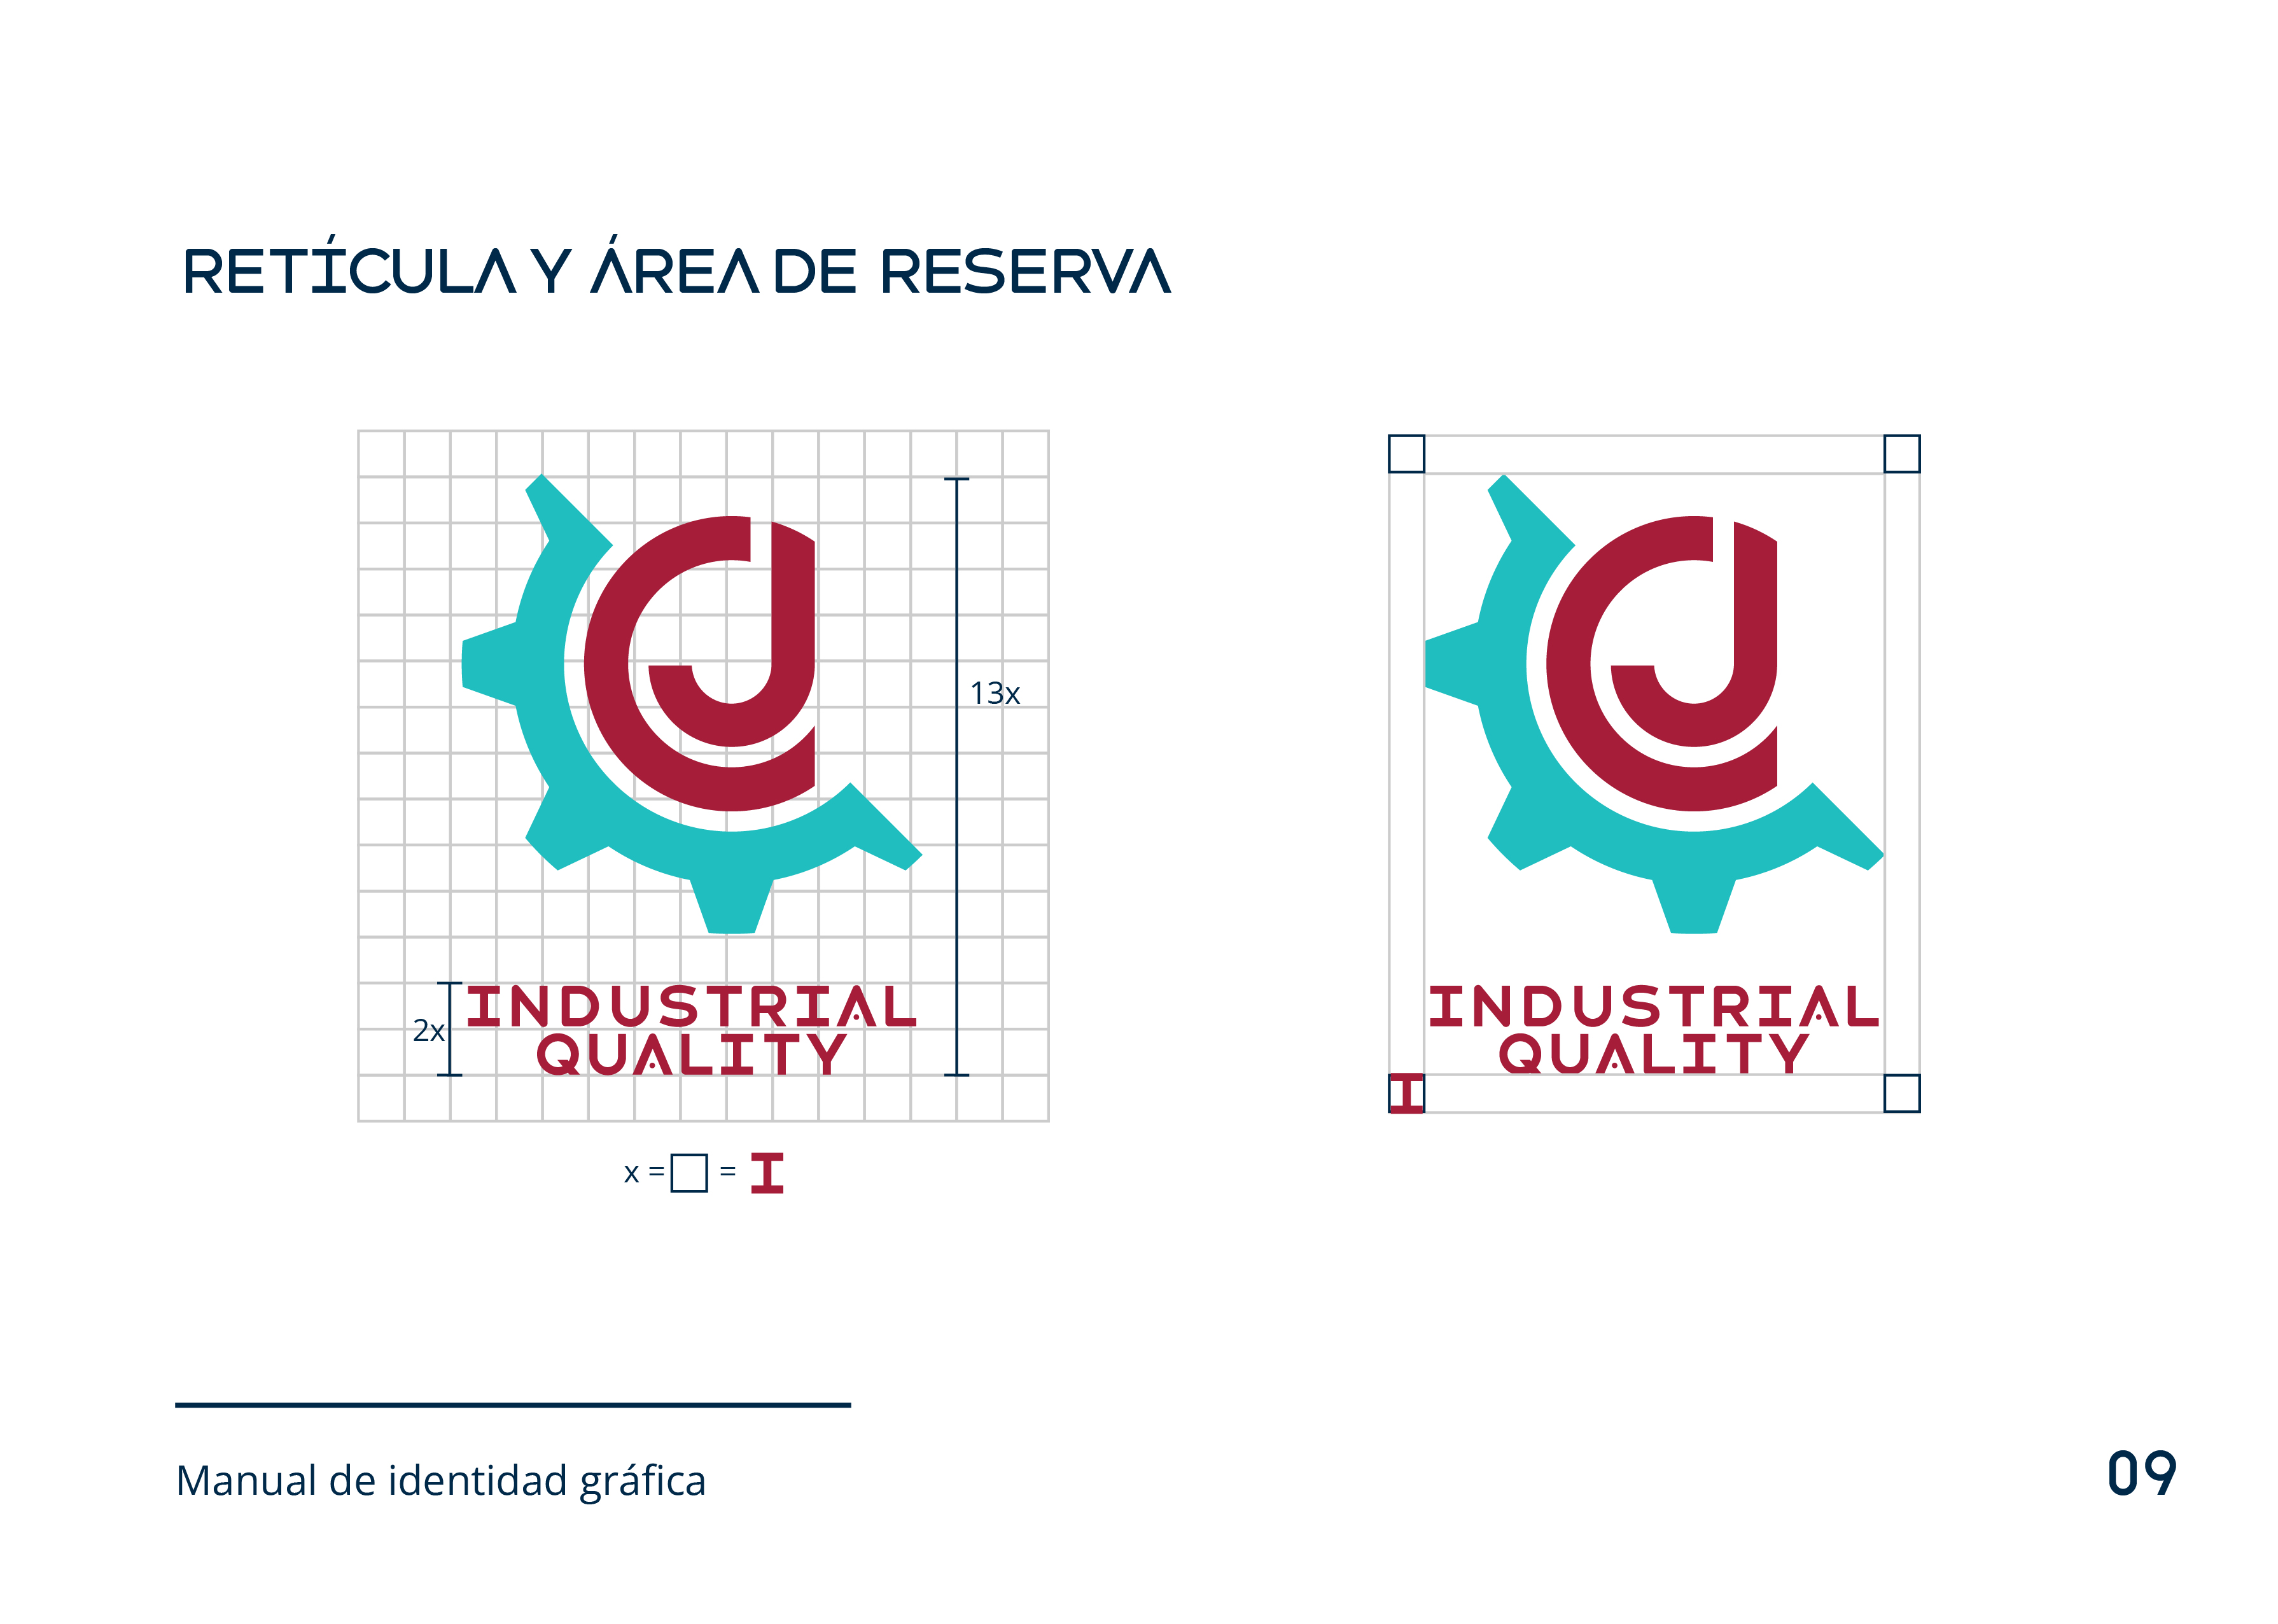 RETÍCULA Y ÁREA DE RESERVA
13x
INDUSTRIAL
2x
QUALITY
x = = I
INDUSTRIAL
QUALITY
I
Manual de identidad gráfica
09